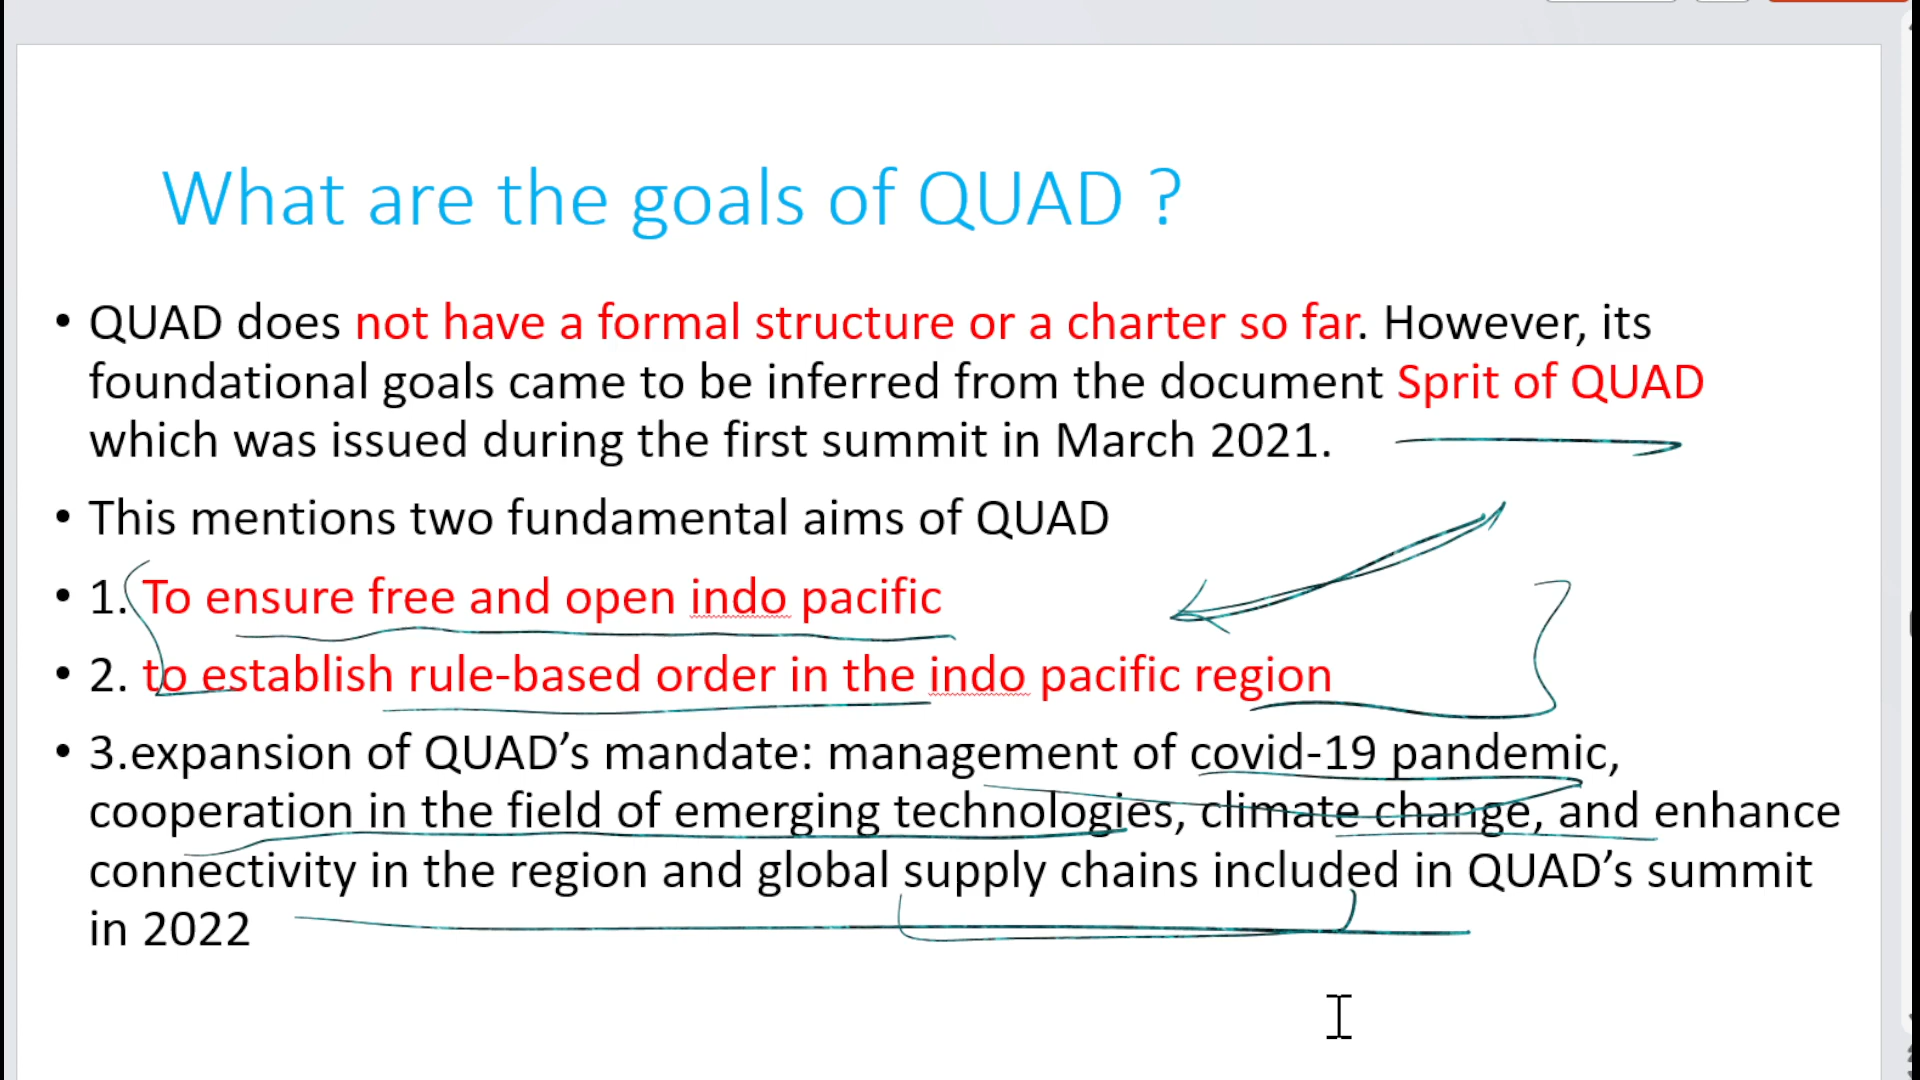 What are the goals of QUAD ?
• QUAD does not have a formal structure or a charter so far. However, its
foundational goals came to be inferred from the document Sprit of QUAD
which was issued during the first summit in March 2021.
• This mentions two fundamental aims of QUAD
• 1. To ensure free and open indo pacific
• 2. to establish rule-based order in the indo pacific region
• 3.expansion of QUAD’s mandate: management of covid-19 pandemic,
cooperation in the field of emerging technologies, climate change, and enhance
connectivity in the region and global supply chains included in QUAD’s summit
in 2022